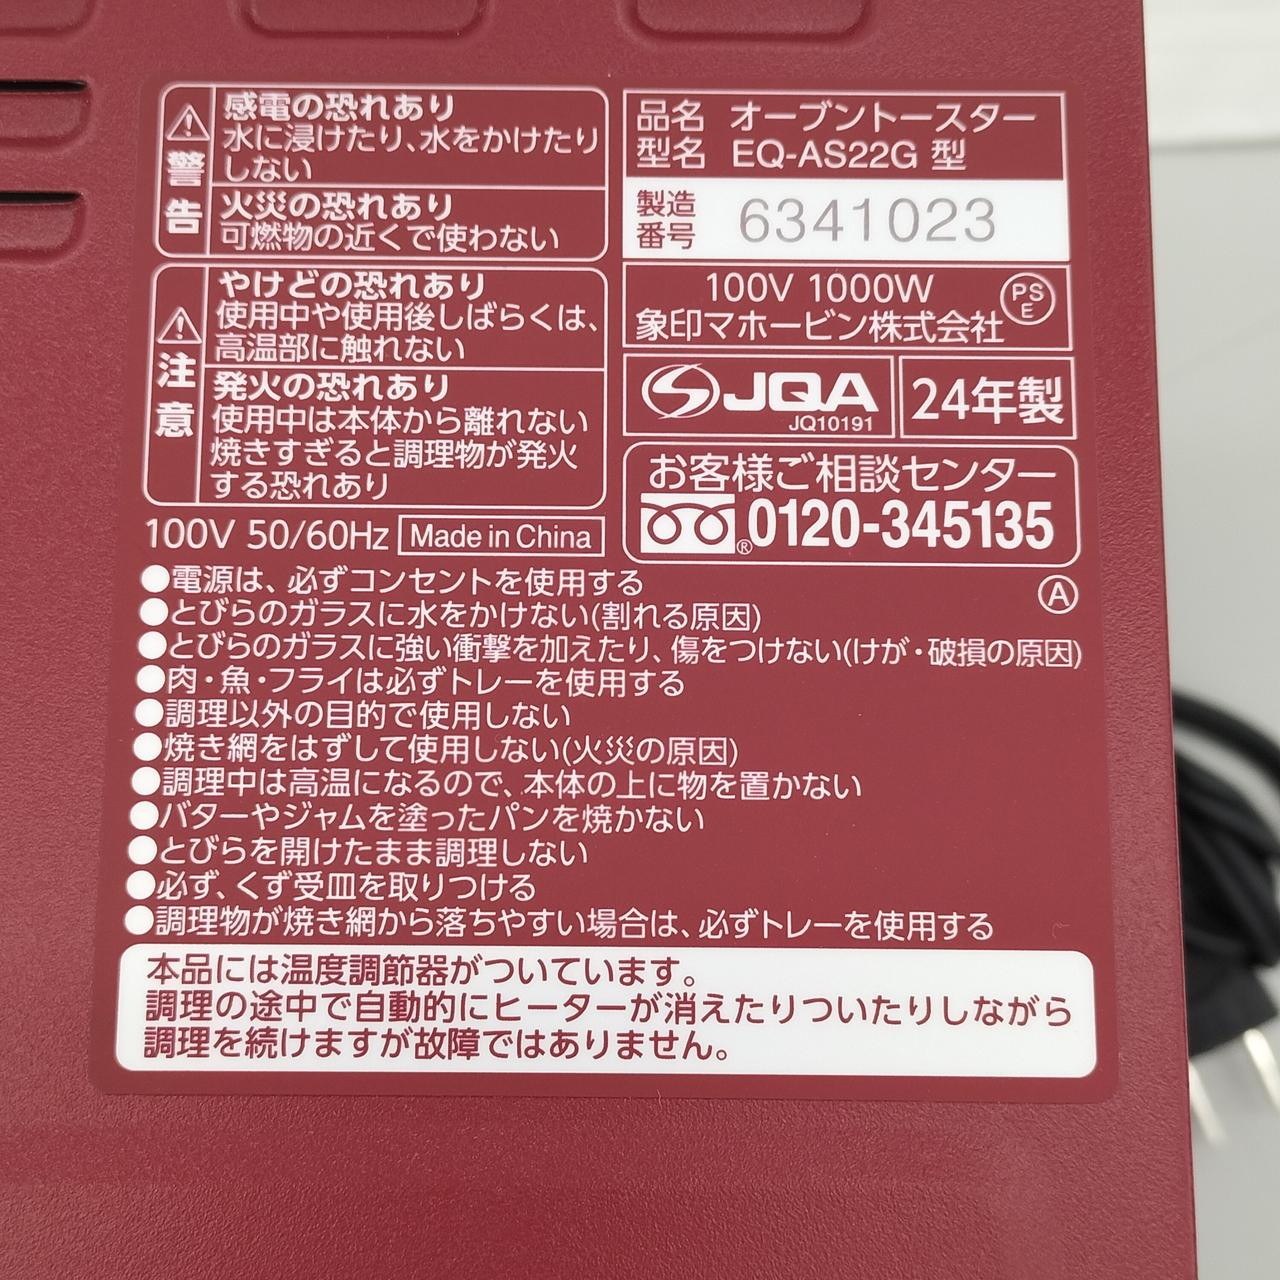 警告
感電の恐れあり
水に浸けたり、水をかけたり
しない
火災の恐れあり
可燃物の近くで使わない
注意
やけどの恐れあり
使用中や使用後しばらくは、
高温部に触れない
発火の恐れあり
使用中は本体から離れない
焼きすぎると調理物が発火
する恐れあり
100V 50/60Hz Made in China
品名 オーブントースター
型名 EQ-AS22G 型
製造番号 6341023
100V 1000W
PSE
象印マホービン株式会社
JQA
JQ10191
24年製
お客様ご相談センター
®0120-345135
Ⓐ
●電源は、必ずコンセントを使用する
●とびらのガラスに水をかけない(割れる原因)
●とびらのガラスに強い衝撃を加えたり、傷をつけない(けが・破損の原因)
●肉・魚・フライは必ずトレーを使用する
●調理以外の目的で使用しない
●焼き網をはずして使用しない(火災の原因)
●調理中は高温になるので、本体の上に物を置かない
●バターやジャムを塗ったパンを焼かない
●とびらを開けたまま調理しない
●必ず、くず受皿を取りつける
●調理物が焼き網から落ちやすい場合は、必ずトレーを使用する
本品には温度調節器がついています。
調理の途中で自動的にヒーターが消えたりついたりしながら
調理を続けますが故障ではありません。